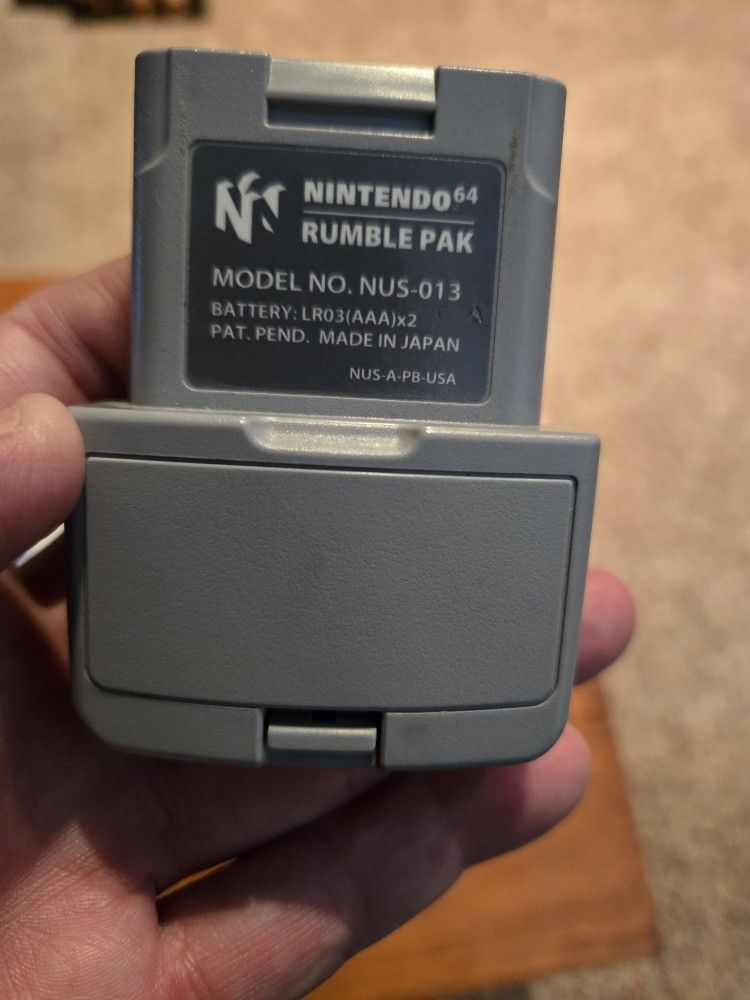 NINTENDO64
RUMBLE PAK
MODEL NO. NUS-013
BATTERY: LR03(AAA)x2
PAT. PEND. MADE IN JAPAN
NUS-A-PB-USA